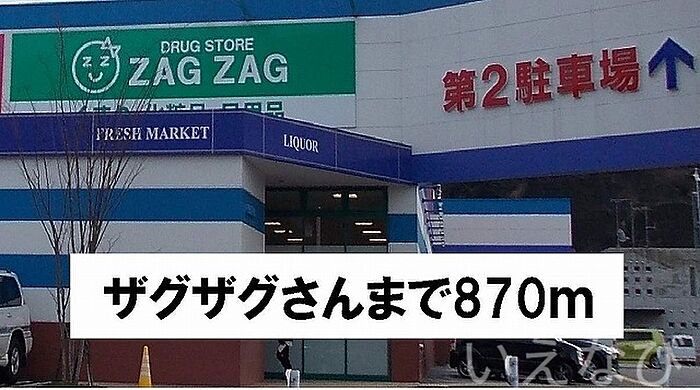 DRUG STORE
ZAG ZAG
第2駐車場↑
FRESH MARKET
LIQUOR
ザグザグさんまで870m
いえなび